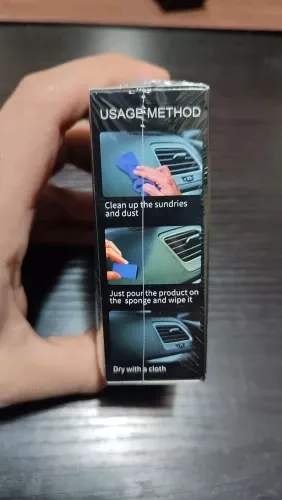 USAGE METHOD
Clean up the sundries
and dust
Just pour the product on
the sponge and wipe it
Dry with a cloth